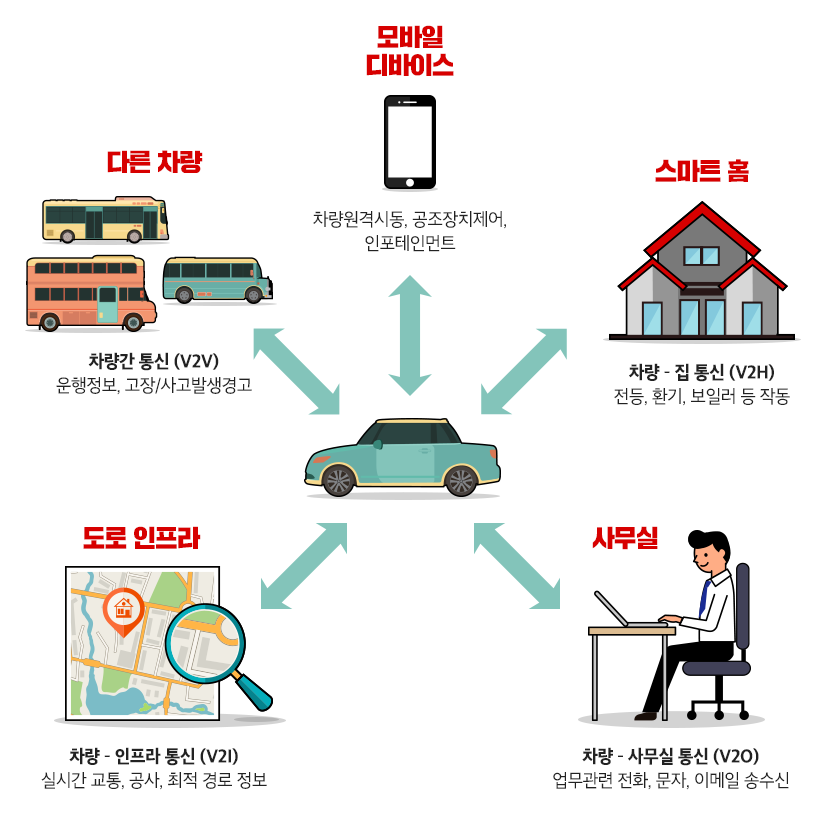 모바일
디바이스
차량원격시동, 공조장치제어,
인포테인먼트
다른 차량
차량간 통신 (V2V)
운행정보, 고장/사고발생경고
스마트 홈
차량 - 집 통신 (V2H)
전등, 환기, 보일러 등 작동
도로 인프라
차량 - 인프라 통신 (V2I)
실시간 교통, 공사, 최적 경로 정보
사무실
차량 - 사무실 통신 (V2O)
업무관련 전화, 문자, 이메일 송수신